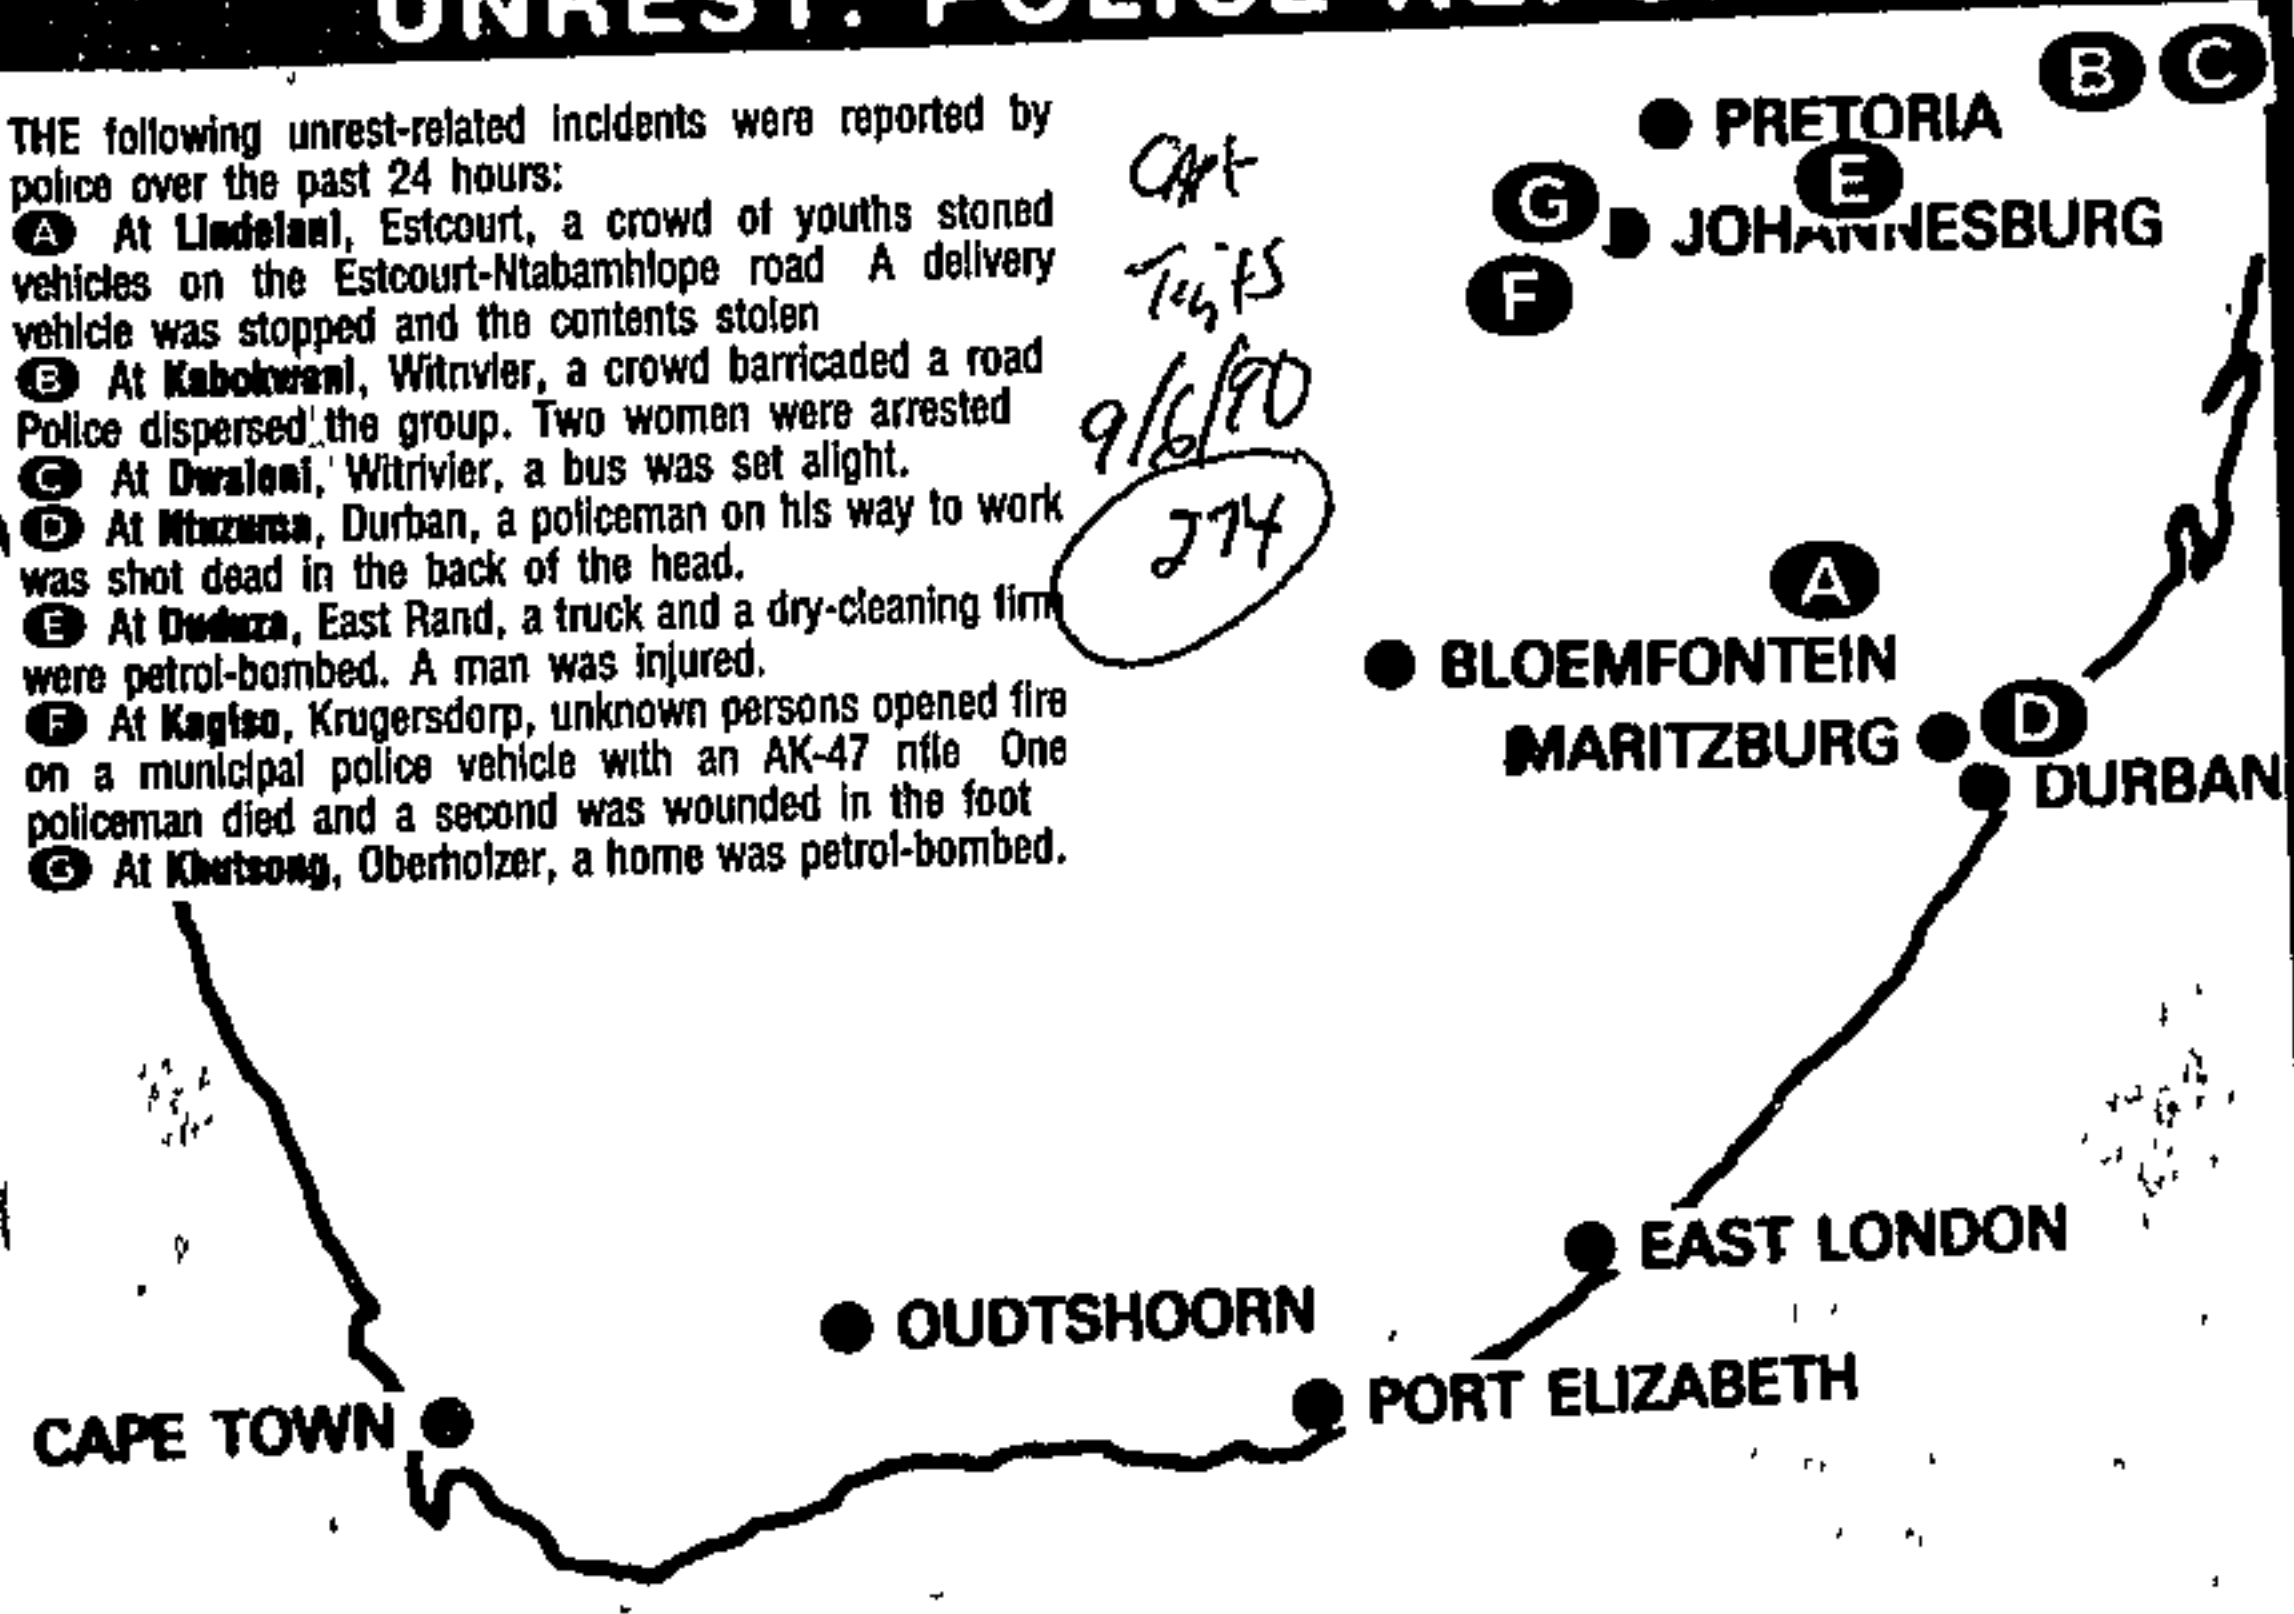 UNREST: POLICE
THE following unrest-related incidents were reported by
police over the past 24 hours:
A At Lindelani, Estcourt, a crowd of youths stoned
vehicles on the Estcourt-Ntabamhlope road A delivery
vehicle was stopped and the contents stolen
B At Kabokweni, Witrivier, a crowd barricaded a road
Police dispersed the group. Two women were arrested
C At Dwaleni, Witrivier, a bus was set alight.
D At Ntuzuma, Durban, a policeman on his way to work
was shot dead in the back of the head.
E At Duduza, East Rand, a truck and a dry-cleaning firm
were petrol-bombed. A man was injured.
F At Kagiso, Krugersdorp, unknown persons opened fire
on a municipal police vehicle with an AK-47 rifle One
policeman died and a second was wounded in the foot
G At Khutsong, Oberholzer, a home was petrol-bombed.
9/6/90
274
B C
PRETORIA
E
G
JOHANNESBURG
F
A
BLOEMFONTEIN
MARITZBURG
D
DURBAN
EAST LONDON
OUDTSHOORN
PORT ELIZABETH
CAPE TOWN